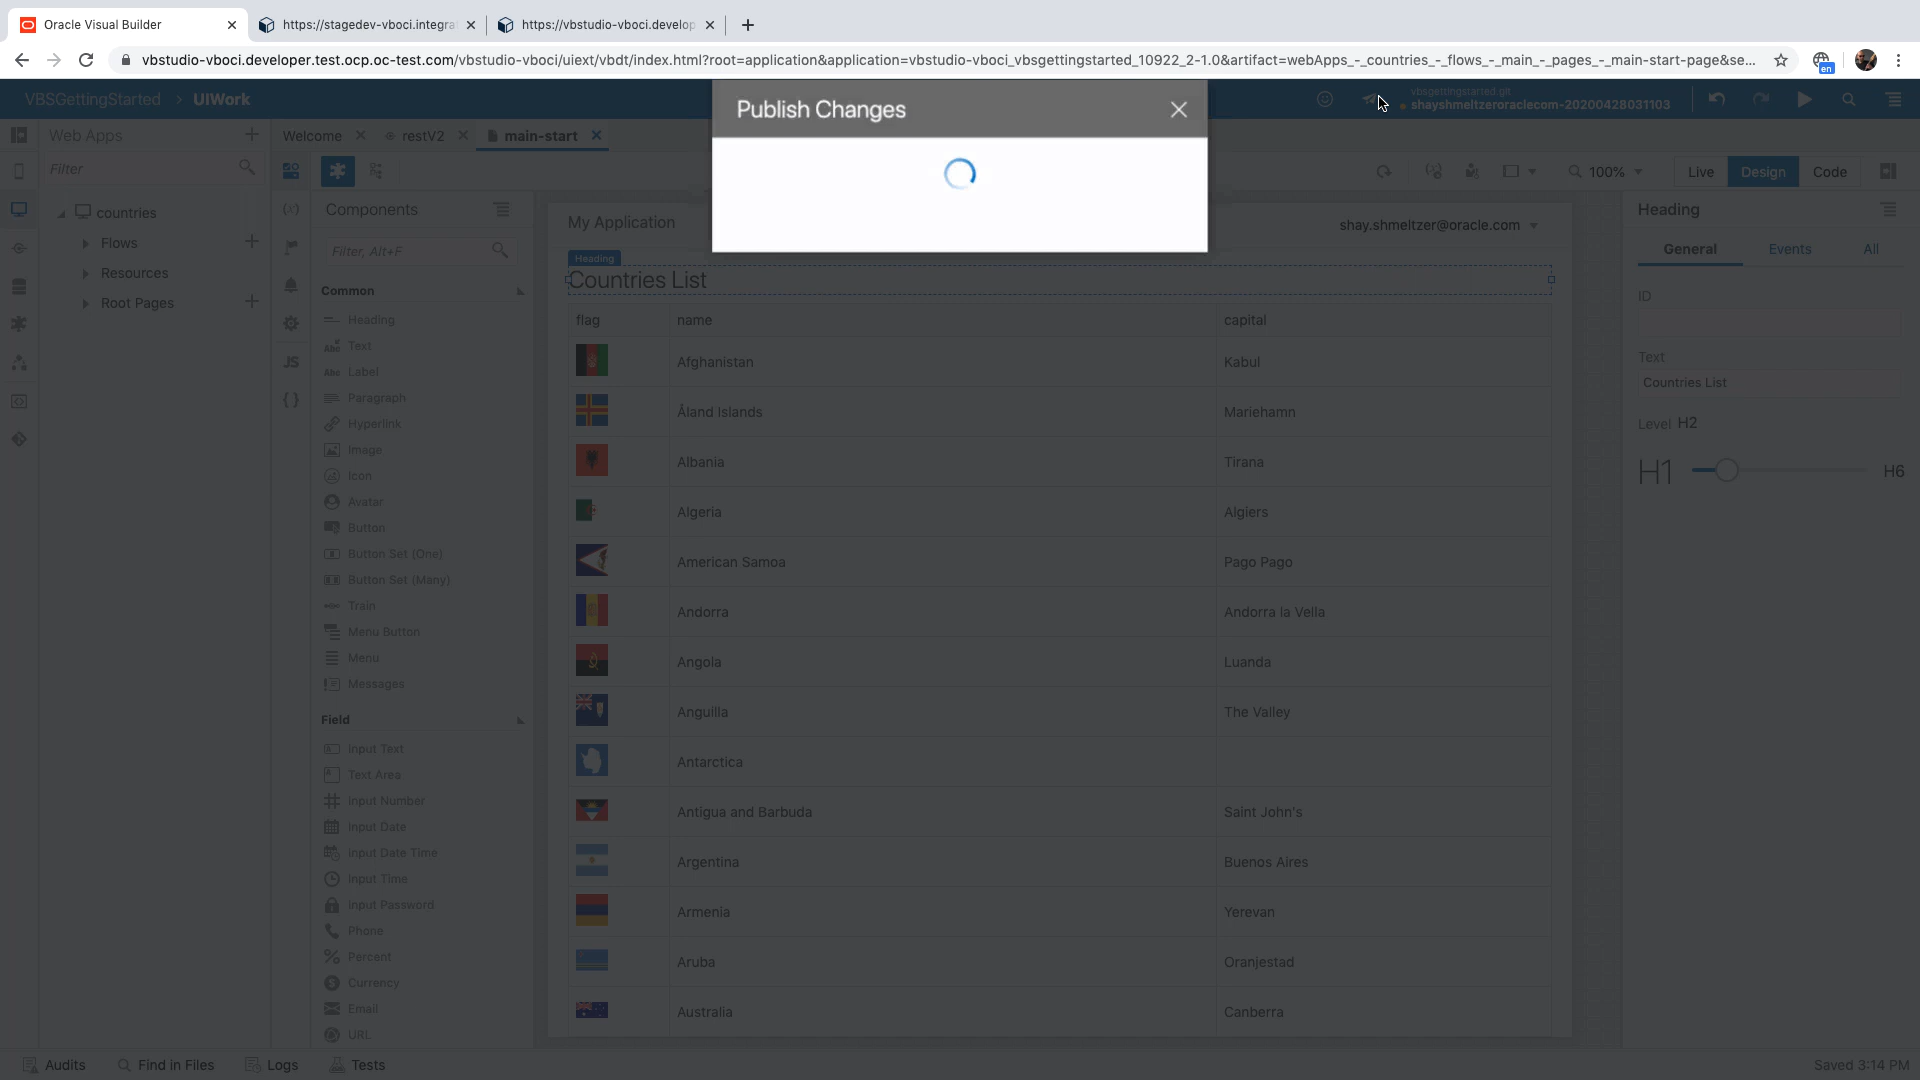 Oracle Visual Builder
https://stagedev-vboci.integra
https://vbstudio-vboci.develop
vbstudio-vboci.developer.test.ocp.oc-test.com/vbstudio-vboci/uiext/vbdt/index.html?root=application&application=vbstudio-vboci_vbsgettingstarted_10922_2-1.0&artifact=webApps_-_countries_-_flows_-_main_-_pages_-_main-start-page&se...
en
VBSGettingStarted > UIWork
Publish Changes
vbsgettingstarted.git
shayshmeltzeroraclecom-20200428031103
Web Apps
Welcome
restV2
main-start
Filter
100%
Live
Design
Code
countries
Flows
Resources
Root Pages
Components
Filter, Alt+F
Common
Heading
Text
Label
Paragraph
Hyperlink
Image
Icon
Avatar
Button
Button Set (One)
Button Set (Many)
Train
Menu Button
Menu
Messages
Field
Input Text
Text Area
Input Number
Input Date
Input Date Time
Input Time
Input Password
Phone
Percent
Currency
Email
URL
My Application
shay.shmeltzer@oracle.com
Heading
Countries List
flag name capital
Afghanistan Kabul
Åland Islands Mariehamn
Albania Tirana
Algeria Algiers
American Samoa Pago Pago
Andorra Andorra la Vella
Angola Luanda
Anguilla The Valley
Antarctica
Antigua and Barbuda Saint John's
Argentina Buenos Aires
Armenia Yerevan
Aruba Oranjestad
Australia Canberra
Heading
General
Events
All
ID
Text
Countries List
Level H2
H1 H6
JS
Audits
Find in Files
Logs
Tests
Saved 3:14 PM